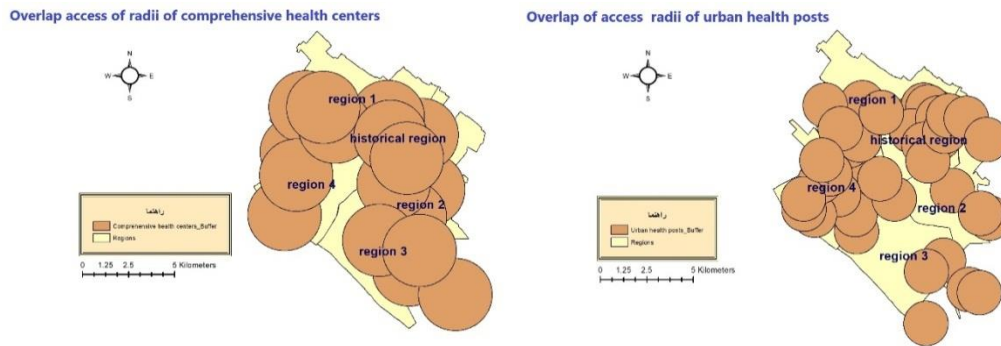 Overlap access of radii of comprehensive health centers
N
W E
S
region 1
historical region
region 4
region 2
region 3
راهنما
Comprehensive health centers_Buffer
Regions
0 1.25 2.5 5 Kilometers
Overlap of access radii of urban health posts
N
W E
S
region 1
historical region
region 4
region 2
region 3
راهنما
Urban health posts_Buffer
Regions
0 1.25 2.5 5 Kilometers